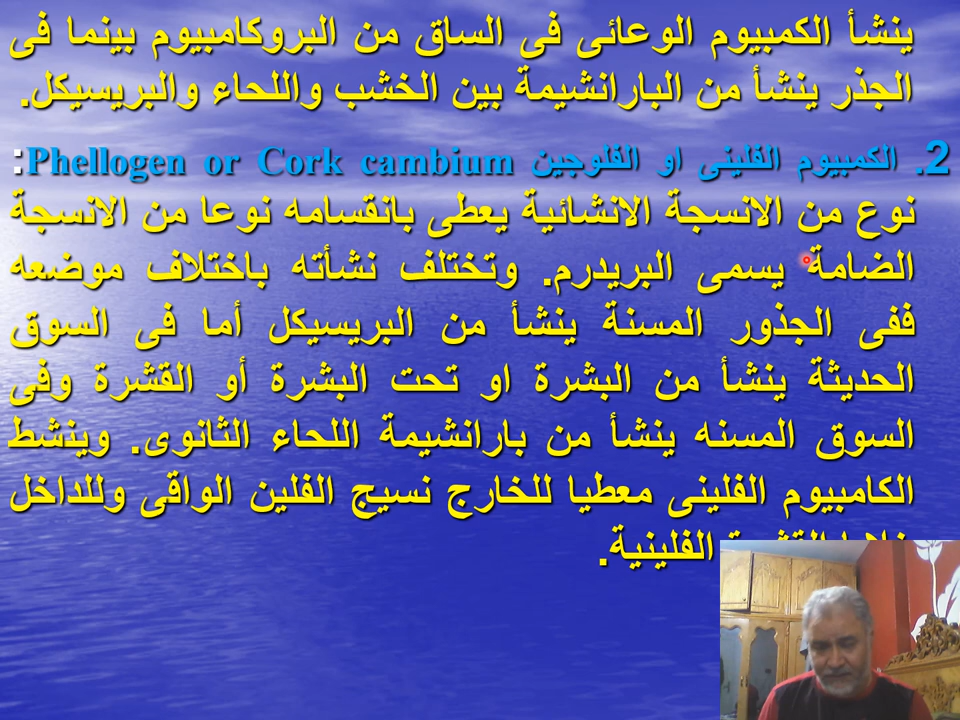 ينشأ الكمبيوم الوعائى فى الساق من البروكامبيوم بينما فى
الجذر ينشأ من البارانشيمة بين الخشب واللحاء والبريسيكل.
2. الكمبيوم الفلينى او الفلوجين Phellogen or Cork cambium:
نوع من الانسجة الانشائية يعطى بانقسامه نوعا من الانسجة
الضامة يسمى البريدرم. وتختلف نشأته باختلاف موضعه
ففى الجذور المسنة ينشأ من البريسيكل أما فى السوق
الحديثة ينشأ من البشرة او تحت البشرة أو القشرة وفى
السوق المسنه ينشأ من بارانشيمة اللحاء الثانوى. وينشط
الكامبيوم الفلينى معطيا للخارج نسيج الفلين الواقى وللداخل
الفلينية.